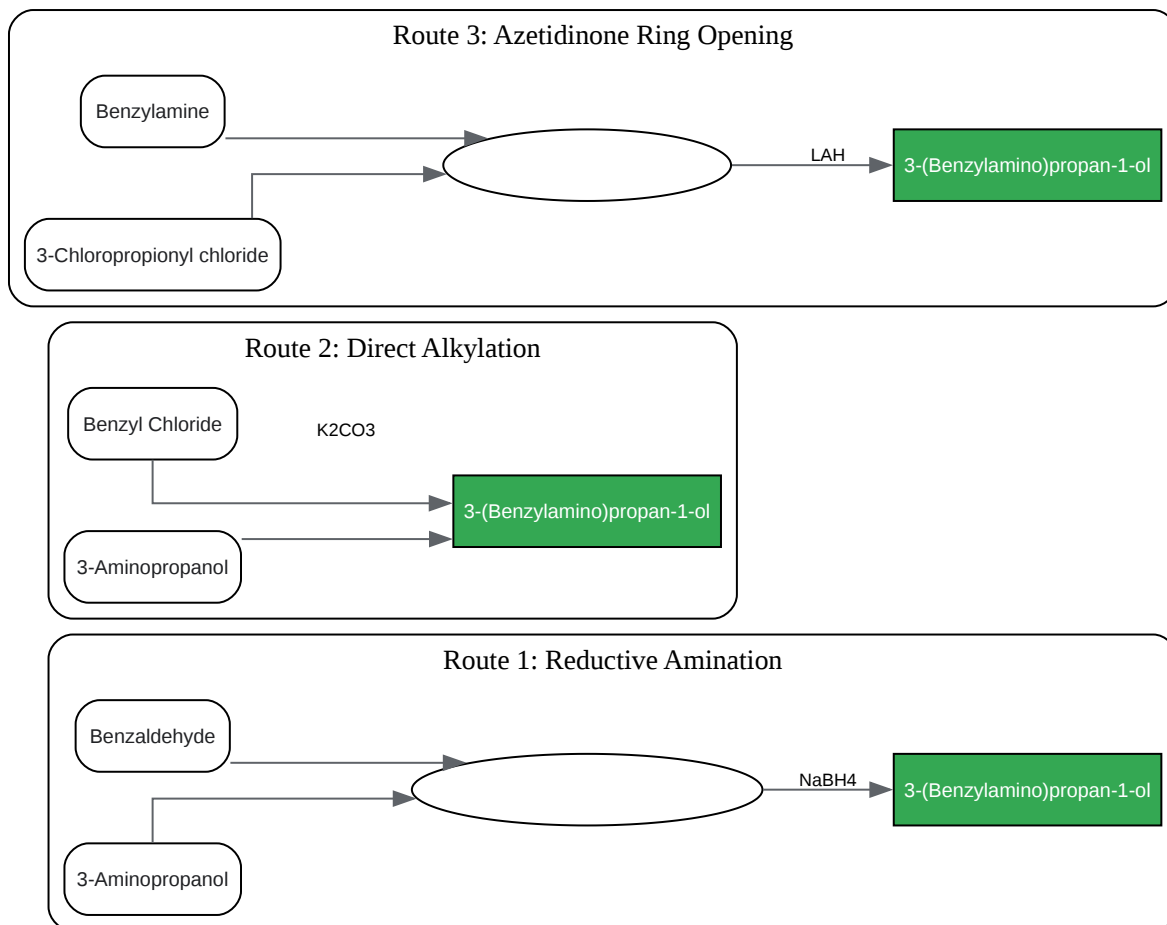 Route 3: Azetidinone Ring Opening
Benzylamine
LAH
3-(Benzylamino)propan-1-ol
3-Chloropropionyl chloride
Route 2: Direct Alkylation
Benzyl Chloride
K2CO3
3-(Benzylamino)propan-1-ol
3-Aminopropanol
Route 1: Reductive Amination
Benzaldehyde
NaBH4
3-(Benzylamino)propan-1-ol
3-Aminopropanol